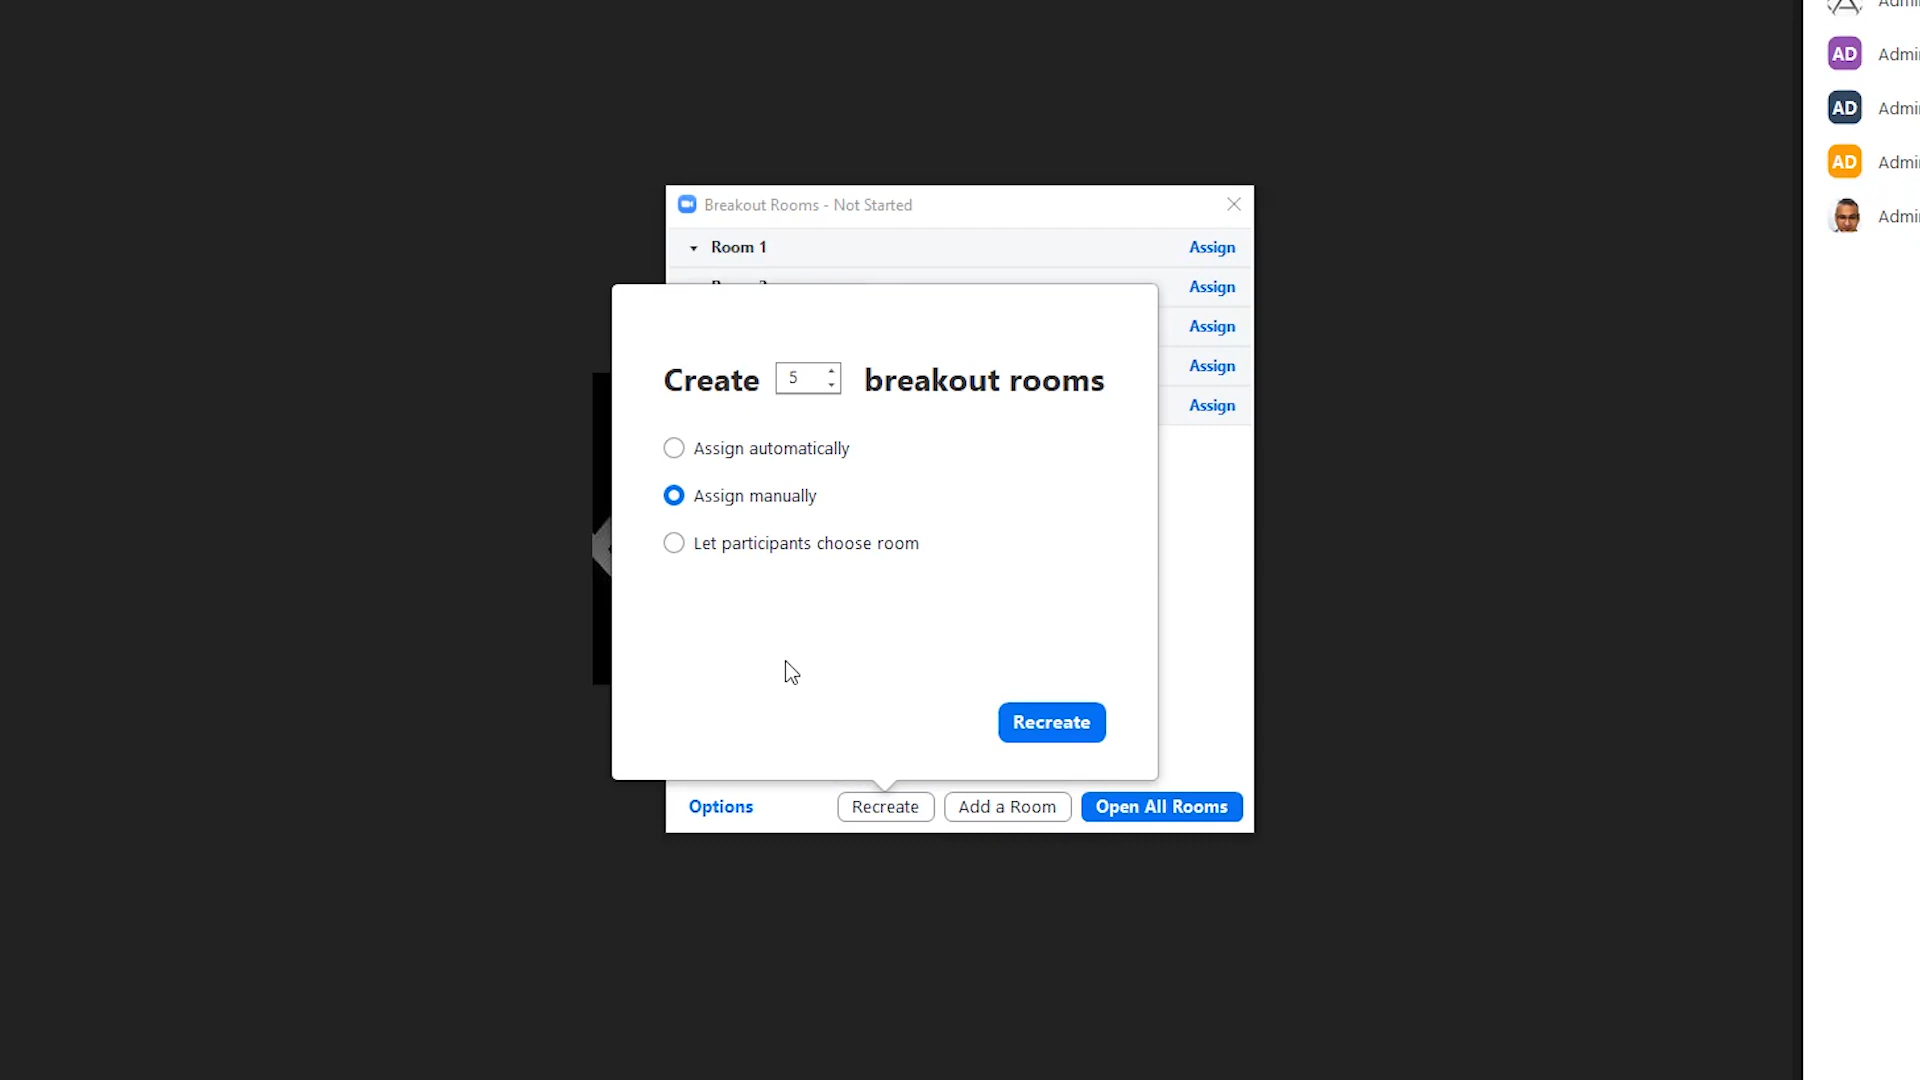 AD
AD
AD
Breakout Rooms - Not Started
Room 1 Assign
Assign
Assign
Assign
Assign
Create 5 breakout rooms
Assign automatically
Assign manually
Let participants choose room
Recreate
Options Recreate Add a Room Open All Rooms